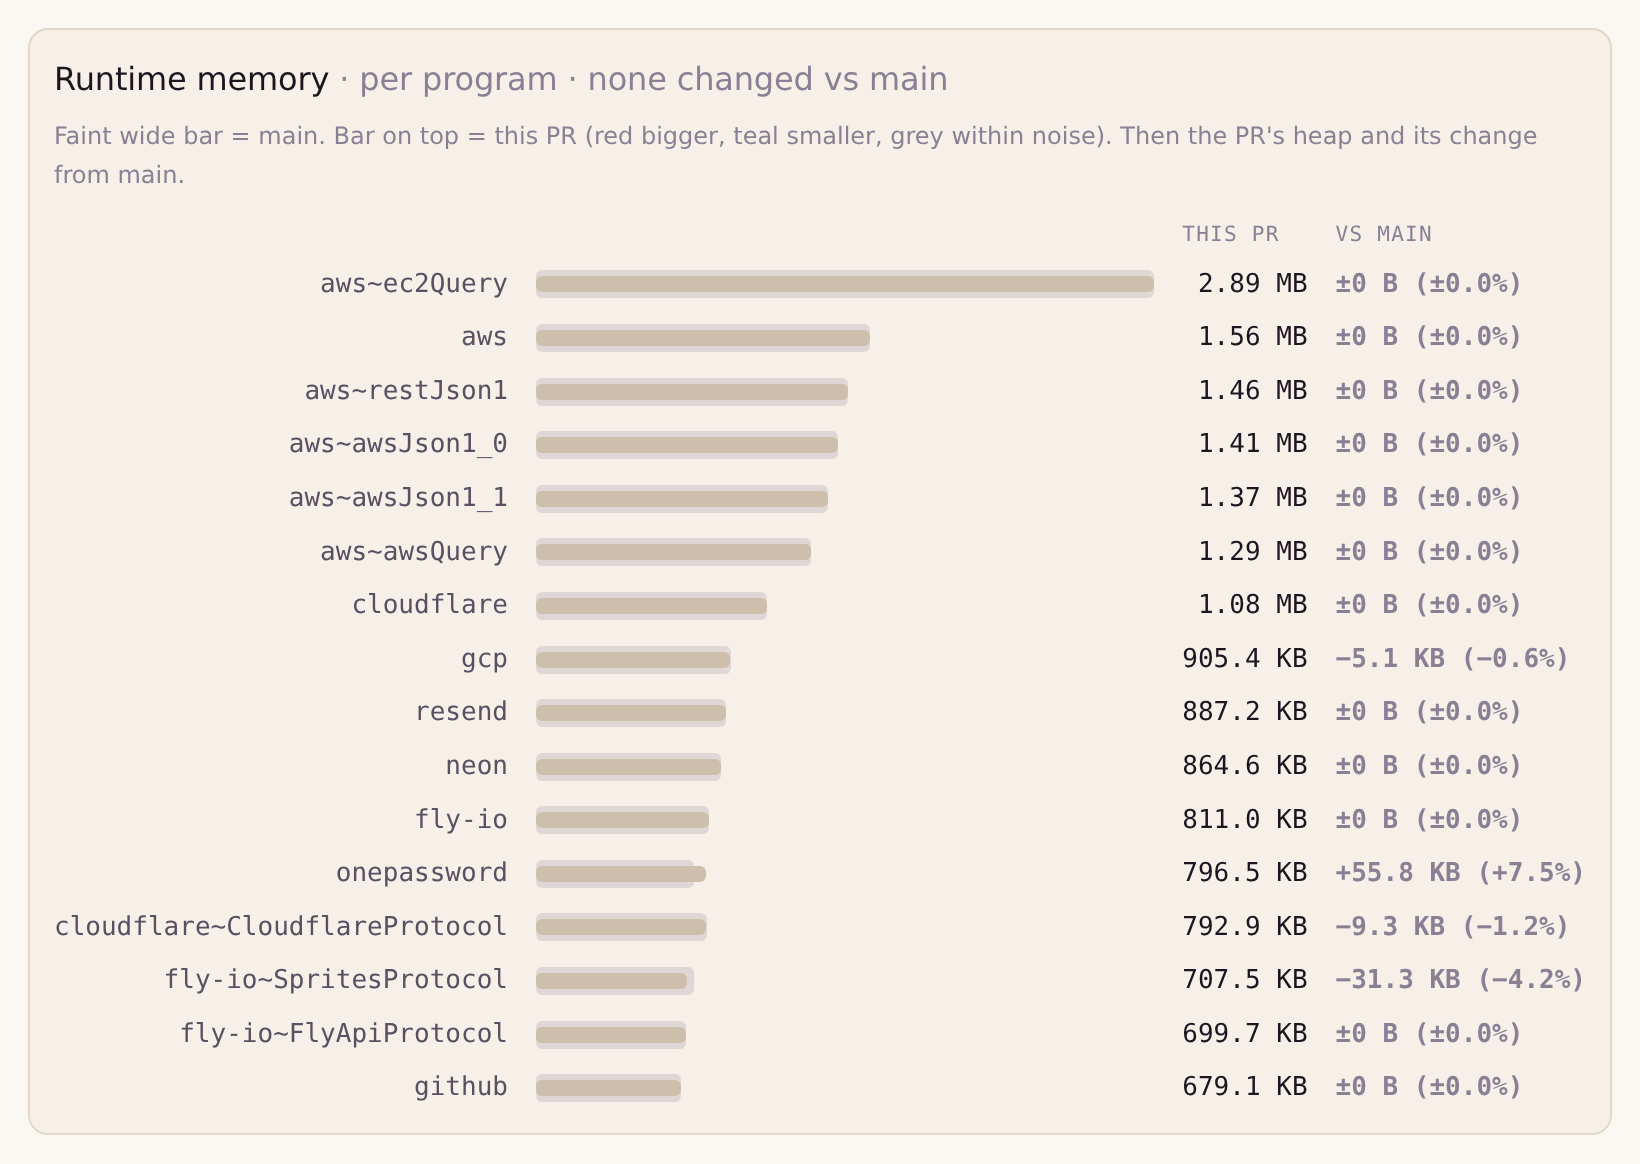 Runtime memory · per program · none changed vs main
Faint wide bar = main. Bar on top = this PR (red bigger, teal smaller, grey within noise). Then the PR's heap and its change
from main.
THIS PR VS MAIN
aws~ec2Query 2.89 MB ±0 B (±0.0%)
aws 1.56 MB ±0 B (±0.0%)
aws~restJson1 1.46 MB ±0 B (±0.0%)
aws~awsJson1_0 1.41 MB ±0 B (±0.0%)
aws~awsJson1_1 1.37 MB ±0 B (±0.0%)
aws~awsQuery 1.29 MB ±0 B (±0.0%)
cloudflare 1.08 MB ±0 B (±0.0%)
gcp 905.4 KB −5.1 KB (−0.6%)
resend 887.2 KB ±0 B (±0.0%)
neon 864.6 KB ±0 B (±0.0%)
fly-io 811.0 KB ±0 B (±0.0%)
onepassword 796.5 KB +55.8 KB (+7.5%)
cloudflare~CloudflareProtocol 792.9 KB −9.3 KB (−1.2%)
fly-io~SpritesProtocol 707.5 KB −31.3 KB (−4.2%)
fly-io~FlyApiProtocol 699.7 KB ±0 B (±0.0%)
github 679.1 KB ±0 B (±0.0%)